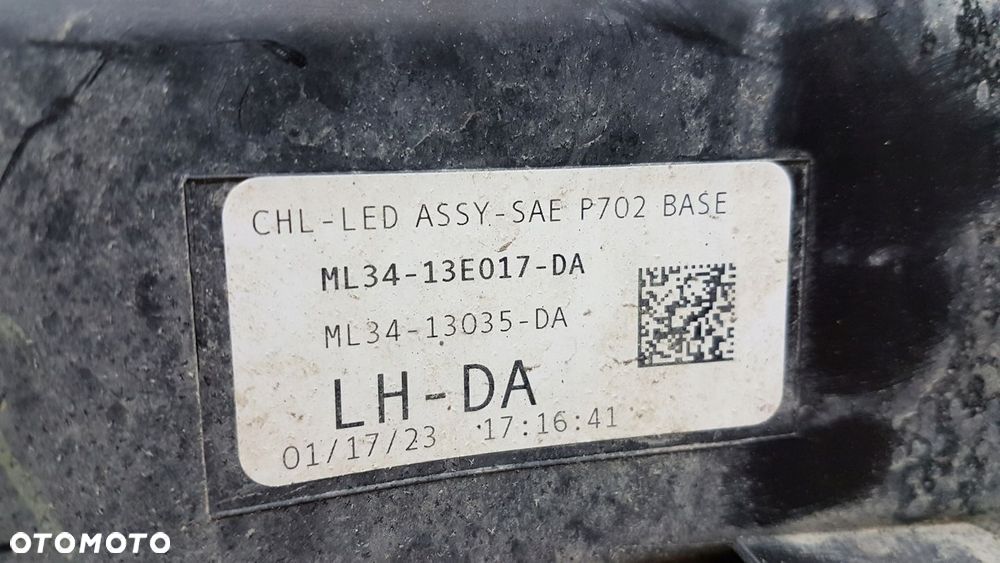 CHL-LED ASSY-SAE P702 BASE
ML34-13E017-DA
ML34-13035-DA
LH-DA
01/17/23 17:16:41
OTOMOTO